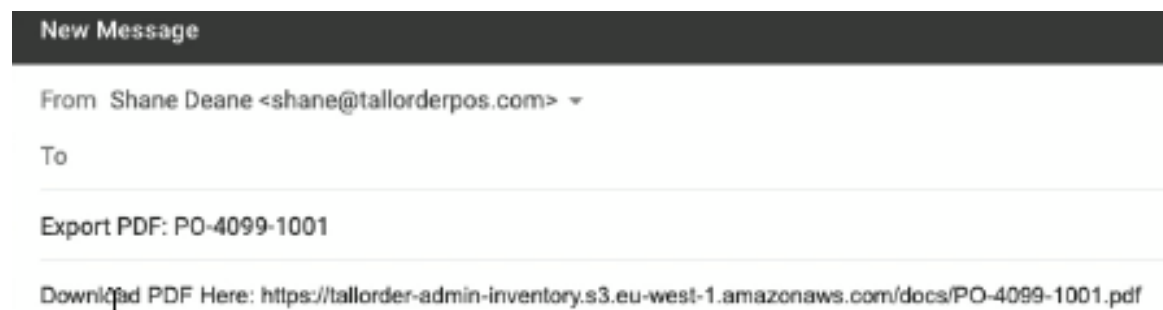 New Message
From Shane Deane <shane@tallorderpos.com>
To
Export PDF: PO-4099-1001
Download PDF Here: https://tallorder-admin-inventory.s3.eu-west-1.amazonaws.com/docs/PO-4099-1001.pdf